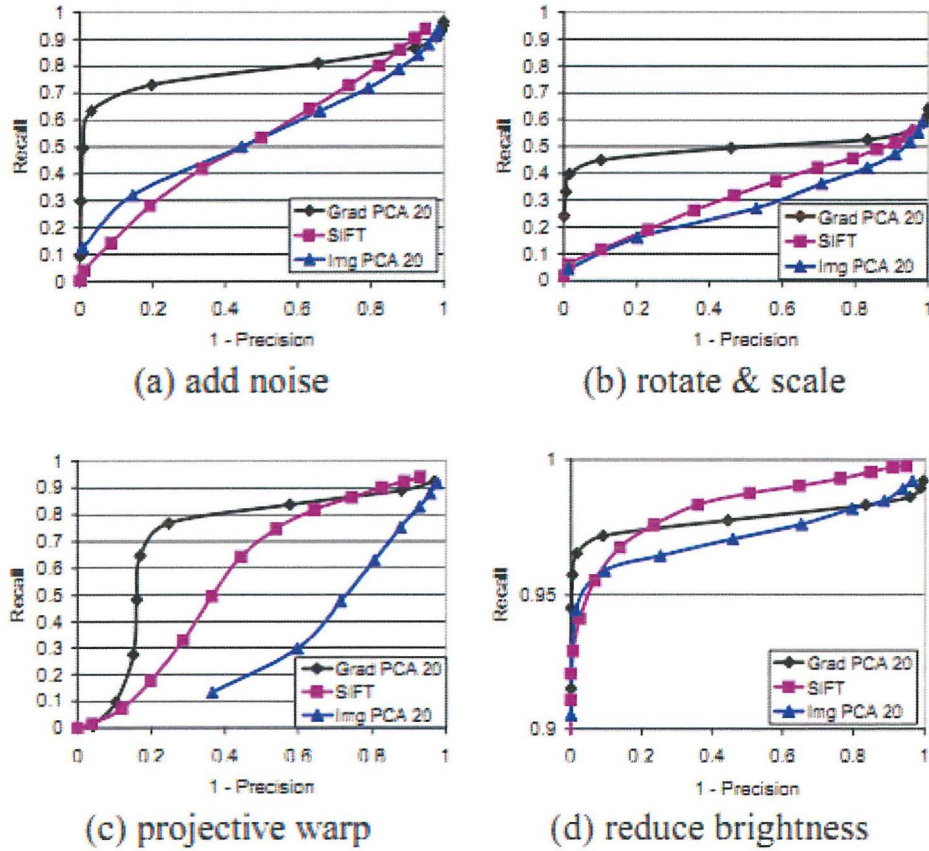 1
0.9
0.8
0.7
0.6
0.5
0.4
0.3
0.2
0.1
0
Recall
Grad PCA 20
SIFT
Img PCA 20
0 0.2 0.4 0.6 0.8 1
1 - Precision
(a) add noise
1
0.9
0.8
0.7
0.6
0.5
0.4
0.3
0.2
0.1
0
Recall
Grad PCA 20
SIFT
Img PCA 20
0 0.2 0.4 0.6 0.8 1
1 - Precision
(b) rotate & scale
1
0.9
0.8
0.7
0.6
0.5
0.4
0.3
0.2
0.1
0
Recall
Grad PCA 20
SIFT
Img PCA 20
0 0.2 0.4 0.6 0.8 1
1 - Precision
(c) projective warp
1
0.95
0.9
Recall
Grad PCA 20
SIFT
Img PCA 20
0 0.2 0.4 0.6 0.8 1
1 - Precision
(d) reduce brightness